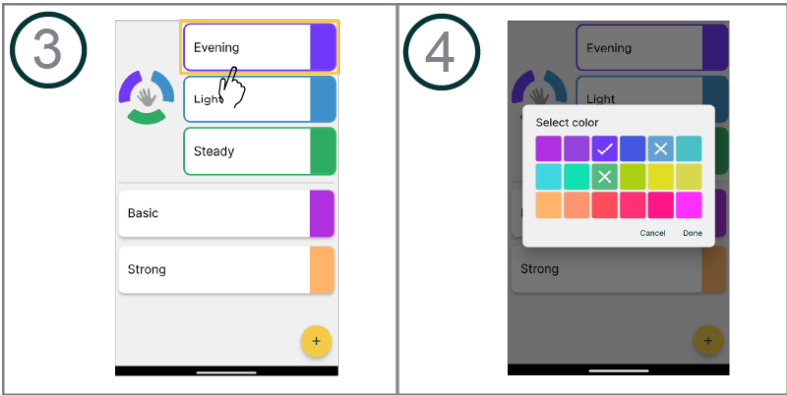 3
Evening
Light
Steady
Basic
Strong
+
4
Evening
Light
Select color
Cancel Done
Strong
+